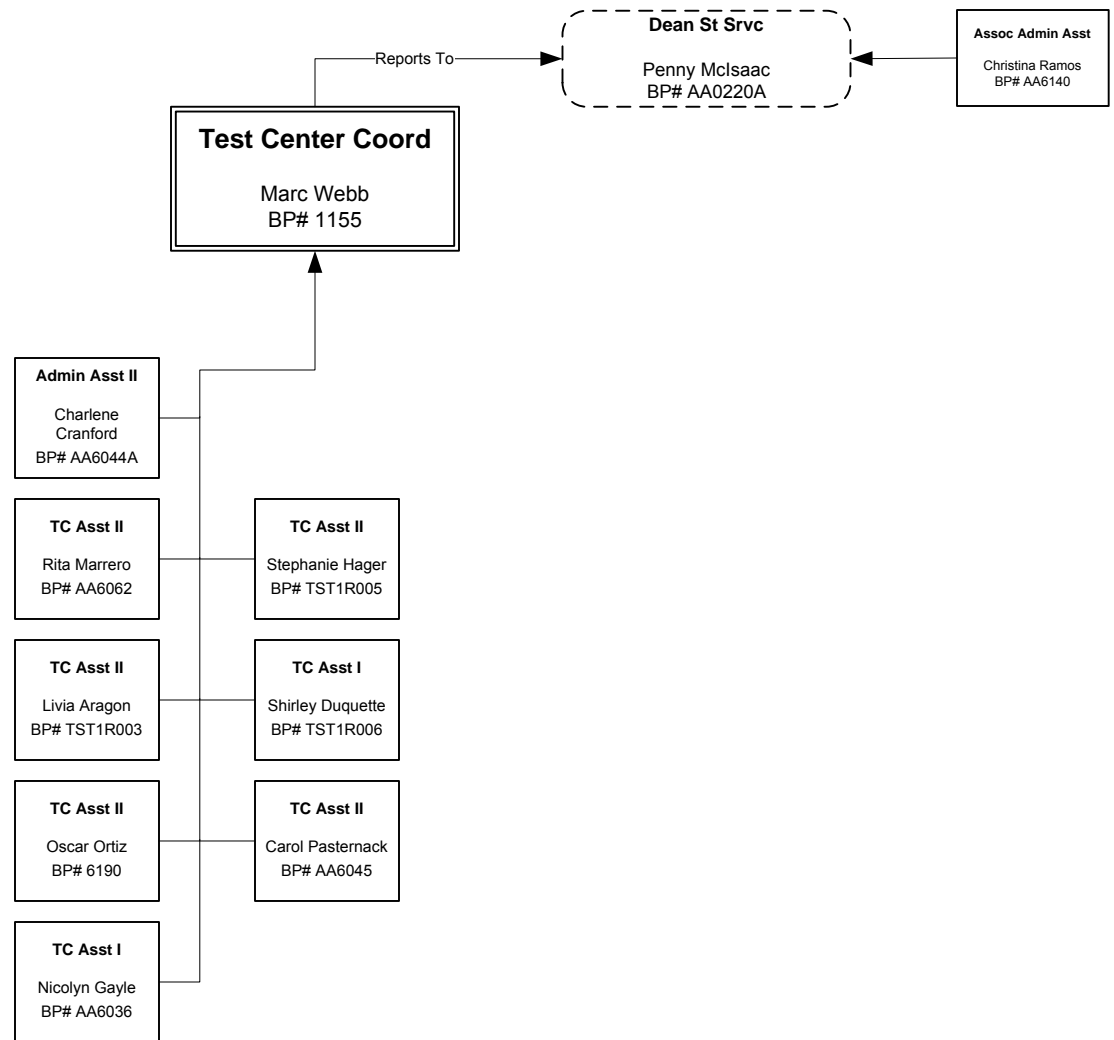 Dean St Srvc
Penny McIsaac
BP# AA0220A
Assoc Admin Asst
Christina Ramos
BP# AA6140
Reports To
Test Center Coord
Marc Webb
BP# 1155
Admin Asst II
Charlene
Cranford
BP# AA6044A
TC Asst II
Rita Marrero
BP# AA6062
TC Asst II
Stephanie Hager
BP# TST1R005
TC Asst II
Livia Aragon
BP# TST1R003
TC Asst I
Shirley Duquette
BP# TST1R006
TC Asst II
Oscar Ortiz
BP# 6190
TC Asst II
Carol Pasternack
BP# AA6045
TC Asst I
Nicolyn Gayle
BP# AA6036